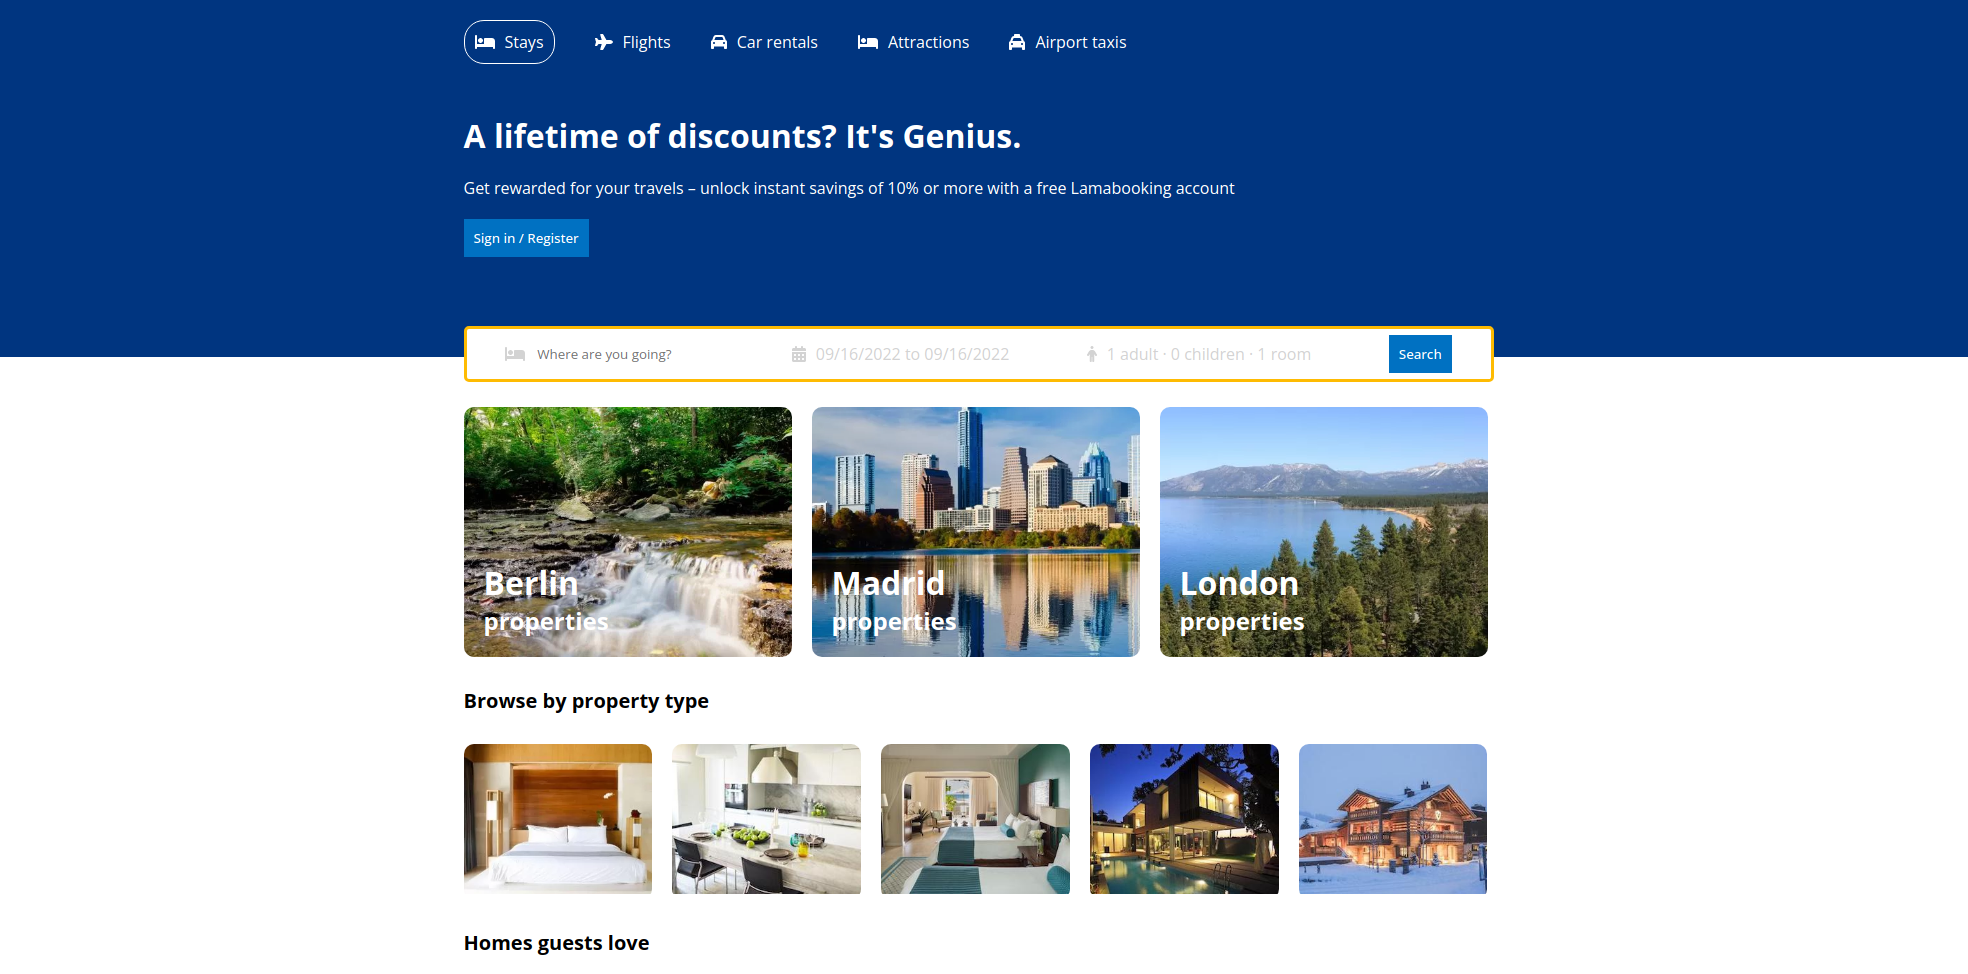 Stays Flights Car rentals Attractions Airport taxis
A lifetime of discounts? It's Genius.
Get rewarded for your travels – unlock instant savings of 10% or more with a free Lamabooking account
Sign in / Register
Where are you going? 09/16/2022 to 09/16/2022 1 adult · 0 children · 1 room Search
Berlin Madrid London
properties properties properties
Browse by property type
Homes guests love